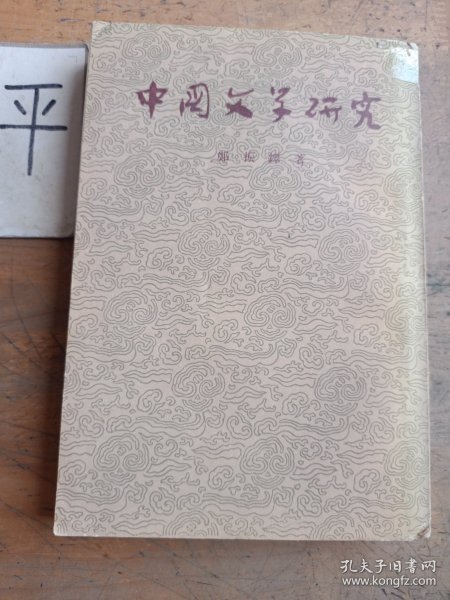 中国文学研究
鄭振鐸 著
平
孔夫子旧书网
www.kongfz.com